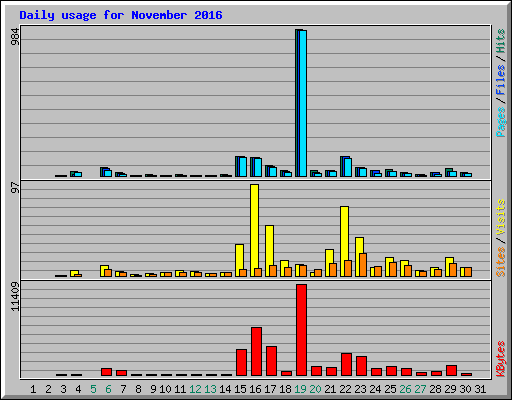 Daily usage for November 2016
984
Pages / Files / Hits
97
Sites / Visits
11409
KBytes
1 2 3 4 5 6 7 8 9 10 11 12 13 14 15 16 17 18 19 20 21 22 23 24 25 26 27 28 29 30 31